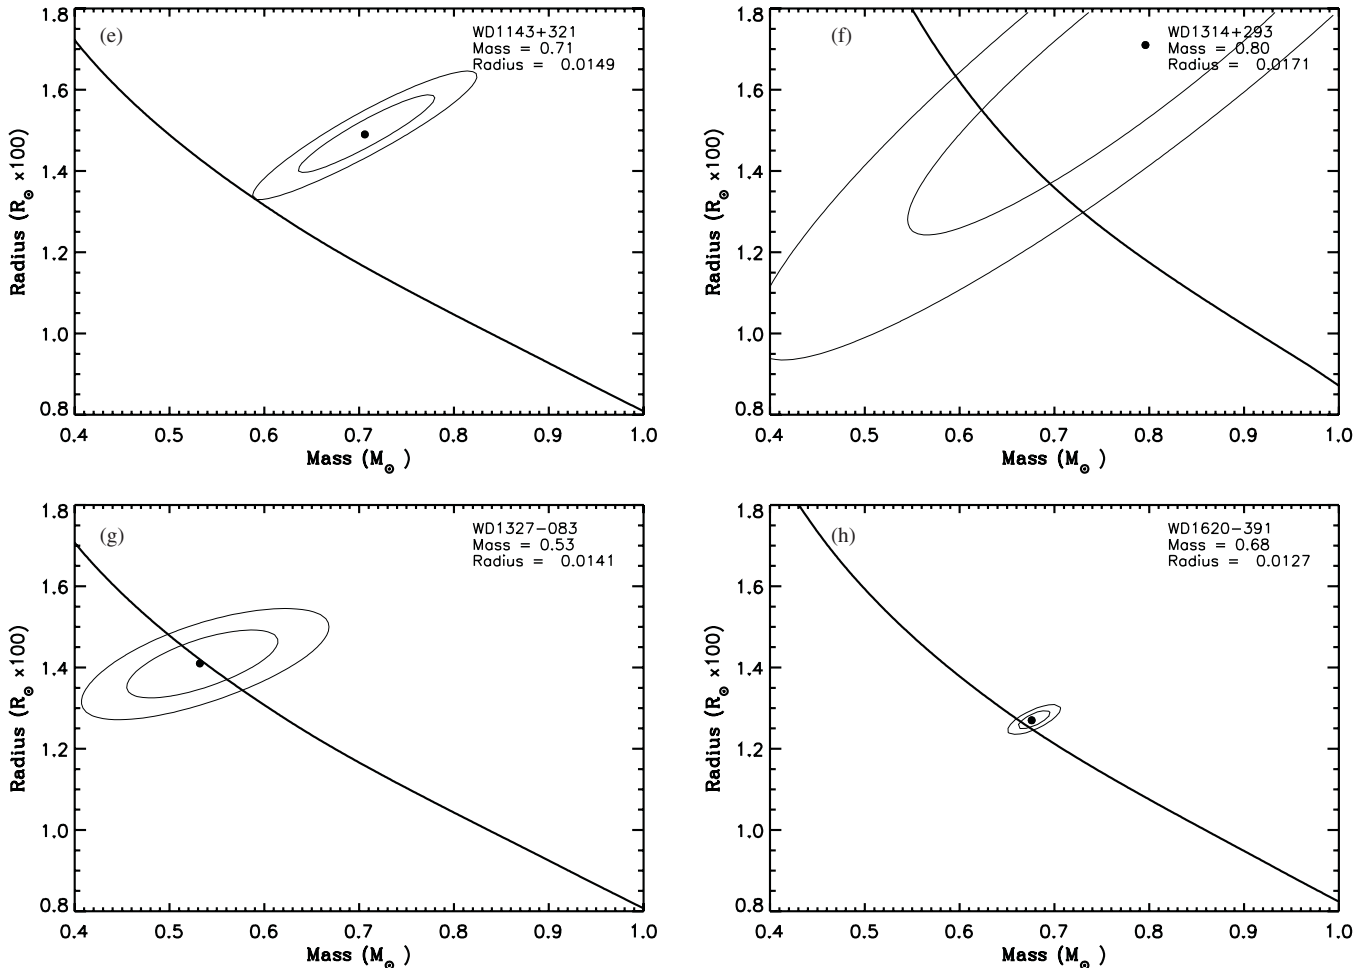 (e)
WD1143+321
Mass = 0.71
Radius = 0.0149
1.8
1.6
1.4
1.2
1.0
0.8
Radius (R☉ x100)
0.4 0.5 0.6 0.7 0.8 0.9 1.0
Mass (M☉ )
(f)
WD1314+293
Mass = 0.80
Radius = 0.0171
1.8
1.6
1.4
1.2
1.0
0.8
Radius (R☉ x100)
0.4 0.5 0.6 0.7 0.8 0.9 1.0
Mass (M☉ )
(g)
WD1327-083
Mass = 0.53
Radius = 0.0141
1.8
1.6
1.4
1.2
1.0
0.8
Radius (R☉ x100)
0.4 0.5 0.6 0.7 0.8 0.9 1.0
Mass (M☉ )
(h)
WD1620-391
Mass = 0.68
Radius = 0.0127
1.8
1.6
1.4
1.2
1.0
0.8
Radius (R☉ x100)
0.4 0.5 0.6 0.7 0.8 0.9 1.0
Mass (M☉ )